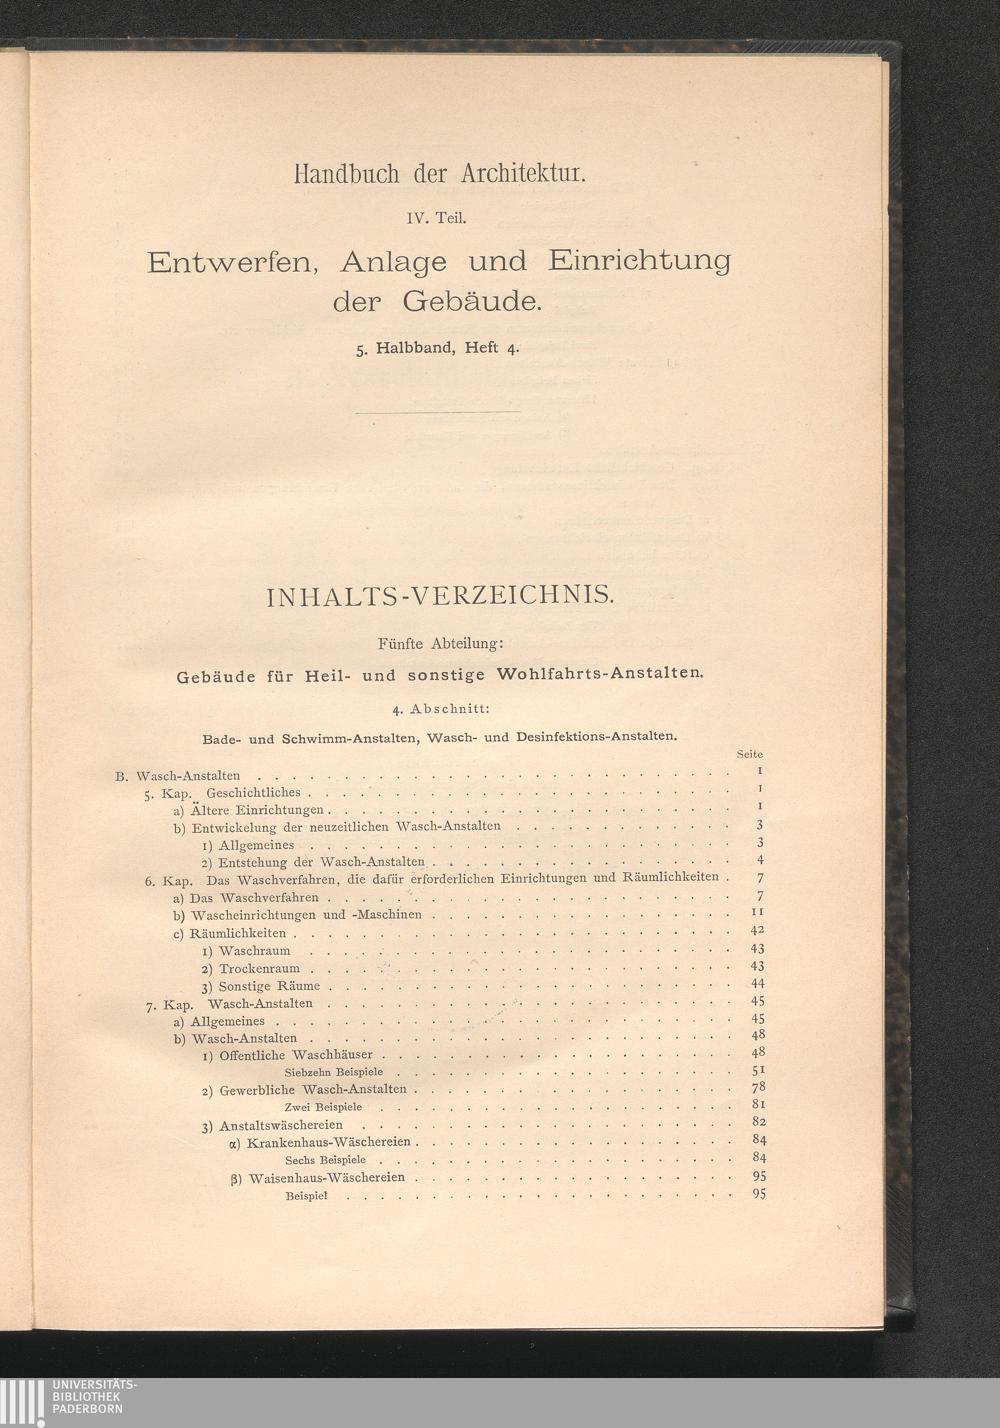 Handbuch der Architektur.
IV. Teil.
Entwerfen, Anlage und Einrichtung
der Gebäude.
5. Halbband, Heft 4.
INHALTS-VERZEICHNIS.
Fünfte Abteilung:
Gebäude für Heil- und sonstige Wohlfahrts-Anstalten.
4. Abschnitt:
Bade- und Schwimm-Anstalten, Wasch- und Desinfektions-Anstalten.
Seite
B. Wasch-Anstalten . . . . . . . . . . 1
5. Kap. Geschichtliches . . . . . . . . . . 1
a) Ältere Einrichtungen . . . . . . . . . . 1
b) Entwickelung der neuzeitlichen Wasch-Anstalten . . . . . . . . . . 3
1) Allgemeines . . . . . . . . . . 3
2) Entstehung der Wasch-Anstalten . . . . . . . . . . 4
6. Kap. Das Waschverfahren, die dafür erforderlichen Einrichtungen und Räumlichkeiten . 7
a) Das Waschverfahren . . . . . . . . . . 7
b) Wascheinrichtungen und -Maschinen . . . . . . . . . . 11
c) Räumlichkeiten . . . . . . . . . . 42
1) Waschraum . . . . . . . . . . 43
2) Trockenraum . . . . . . . . . . 43
3) Sonstige Räume . . . . . . . . . . 44
7. Kap. Wasch-Anstalten . . . . . . . . . . 45
a) Allgemeines . . . . . . . . . . 45
b) Wasch-Anstalten . . . . . . . . . . 48
1) Offentliche Waschhäuser . . . . . . . . . . 48
Siebzehn Beispiele . . . . . . . . . . 51
2) Gewerbliche Wasch-Anstalten . . . . . . . . . . 78
Zwei Beispiele . . . . . . . . . . 81
3) Anstaltswäschereien . . . . . . . . . . 82
α) Krankenhaus-Wäschereien . . . . . . . . . . 84
Sechs Beispiele . . . . . . . . . . 84
β) Waisenhaus-Wäschereien . . . . . . . . . . 95
Beispiel . . . . . . . . . . 95
UNIVERSITÄTS-
BIBLIOTHEK
PADERBORN